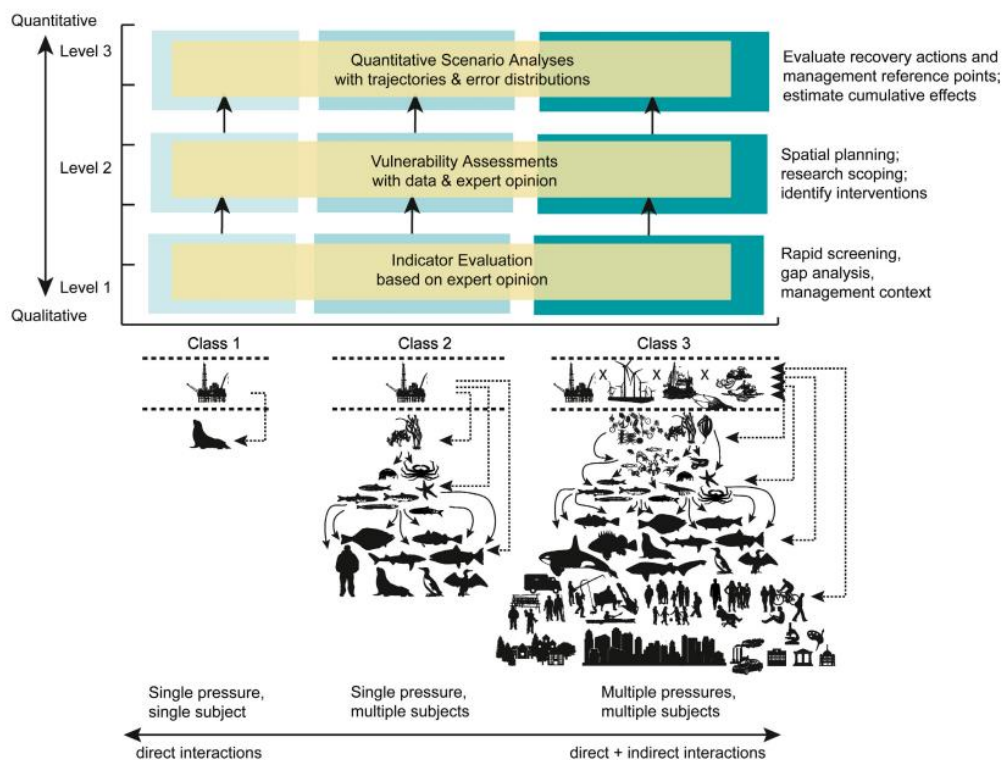 Quantitative
Level 3
Quantitative Scenario Analyses
with trajectories & error distributions
Evaluate recovery actions and
management reference points;
estimate cumulative effects
Level 2
Vulnerability Assessments
with data & expert opinion
Spatial planning;
research scoping;
identify interventions
Level 1
Indicator Evaluation
based on expert opinion
Rapid screening,
gap analysis,
management context
Qualitative
Class 1
Class 2
Class 3
X
X
X
Single pressure,
single subject
Single pressure,
multiple subjects
Multiple pressures,
multiple subjects
direct interactions
direct + indirect interactions